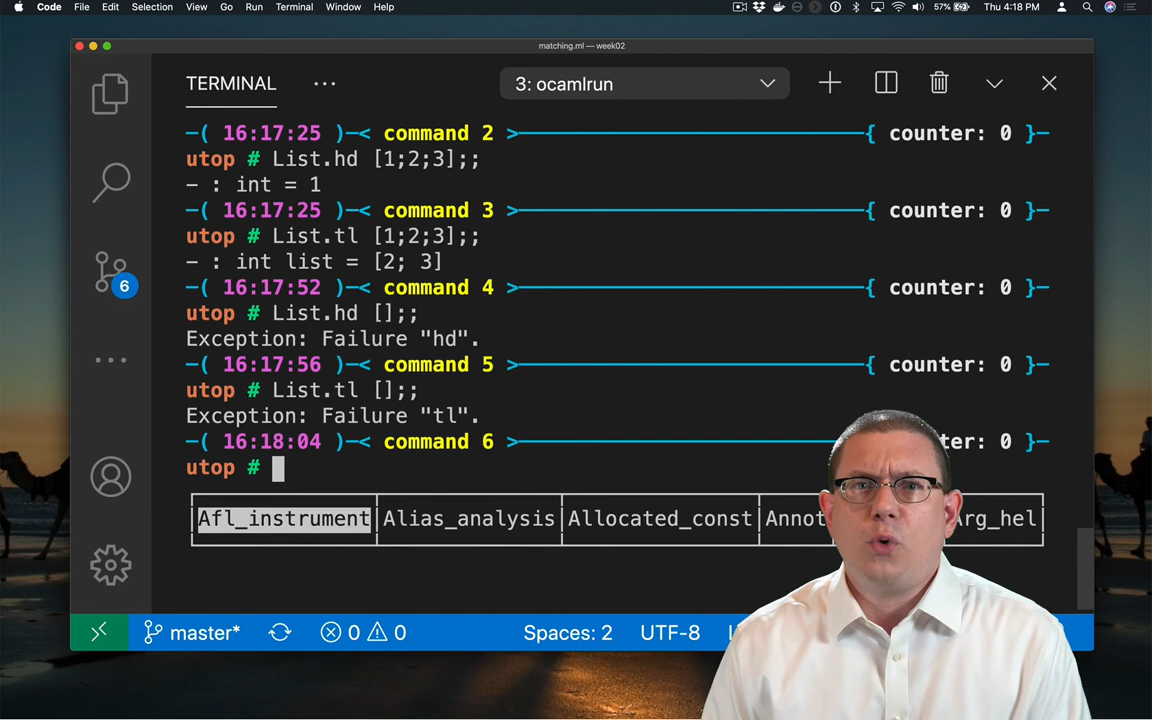 Code File Edit Selection View Go Run Terminal Window Help 57% Thu 4:18 PM
matching.ml — week02
TERMINAL ··· 3: ocamlrun
—( 16:17:25 )—< command 2 >—{ counter: 0 }—
utop # List.hd [1;2;3];;
- : int = 1
—( 16:17:25 )—< command 3 >—{ counter: 0 }—
utop # List.tl [1;2;3];;
- : int list = [2; 3]
—( 16:17:52 )—< command 4 >—{ counter: 0 }—
utop # List.hd [];;
Exception: Failure "hd".
—( 16:17:56 )—< command 5 >—{ counter: 0 }—
utop # List.tl [];;
Exception: Failure "tl".
—( 16:18:04 )—< command 6 >—ter: 0 }—
utop #
Afl_instrument Alias_analysis Allocated_const Annot rg_hel
6
master* 0 0 Spaces: 2 UTF-8